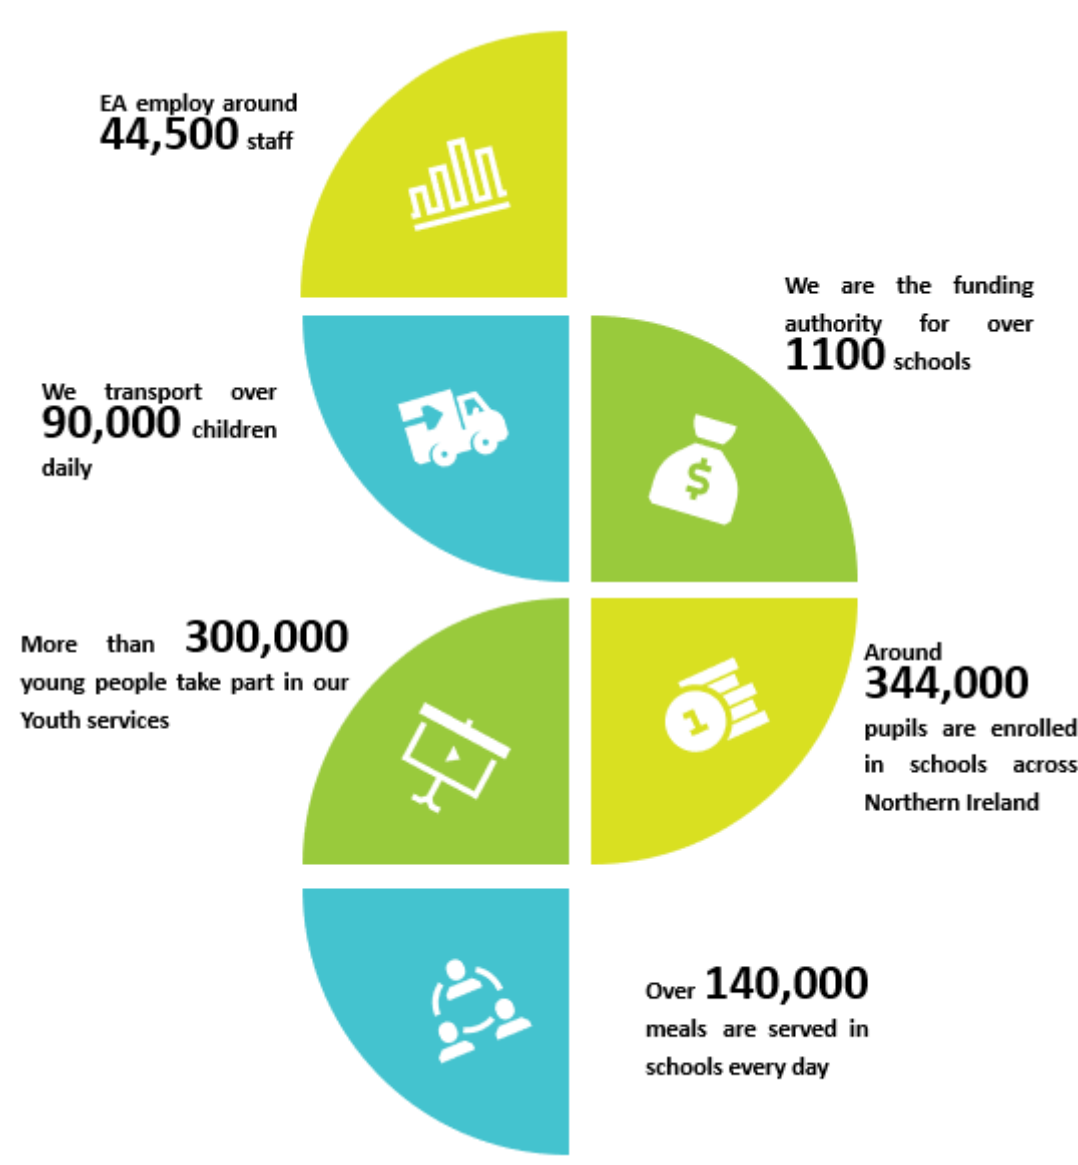 EA employ around
44,500 staff
We are the funding
authority for over
1100 schools
We transport over
90,000 children
daily
$
More than 300,000
young people take part in our
Youth services
Around
344,000
pupils are enrolled
in schools across
Northern Ireland
1
Over 140,000
meals are served in
schools every day